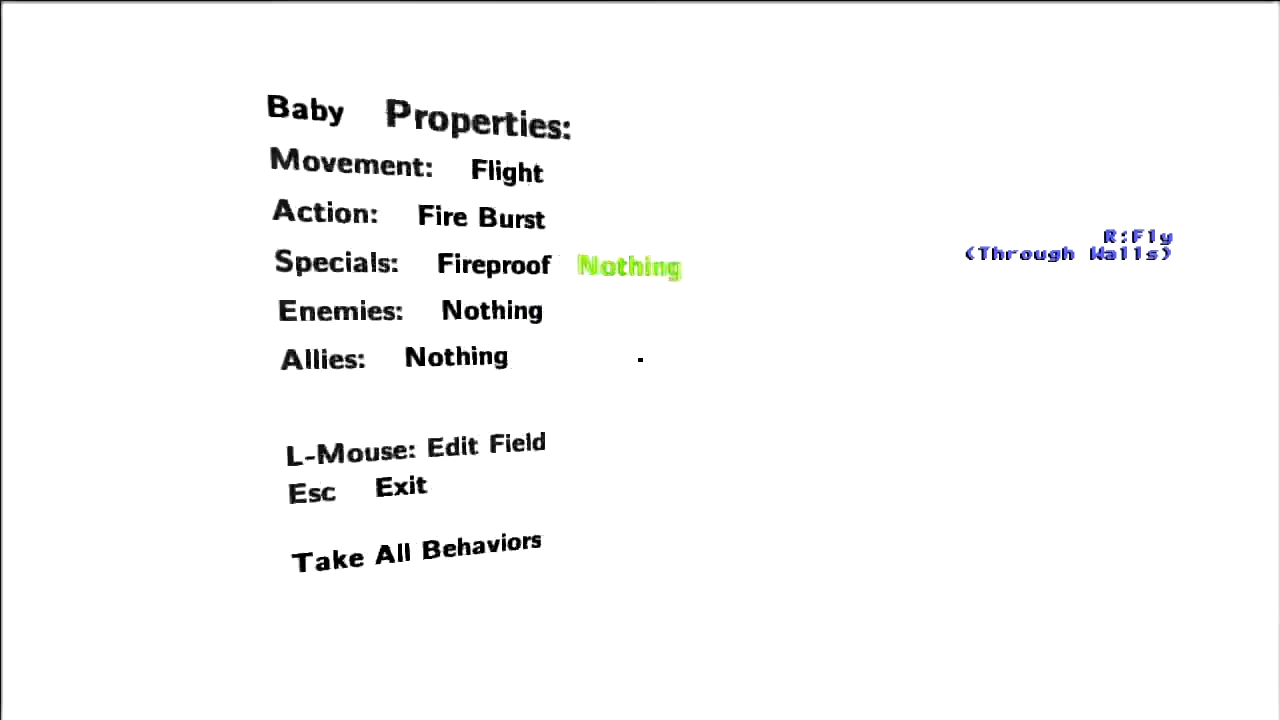 Baby Properties:
Movement: Flight
Action: Fire Burst
R:Fly
(Through Walls)
Specials: Fireproof Nothing
Enemies: Nothing
Allies: Nothing
L-Mouse: Edit Field
Esc Exit
Take All Behaviors